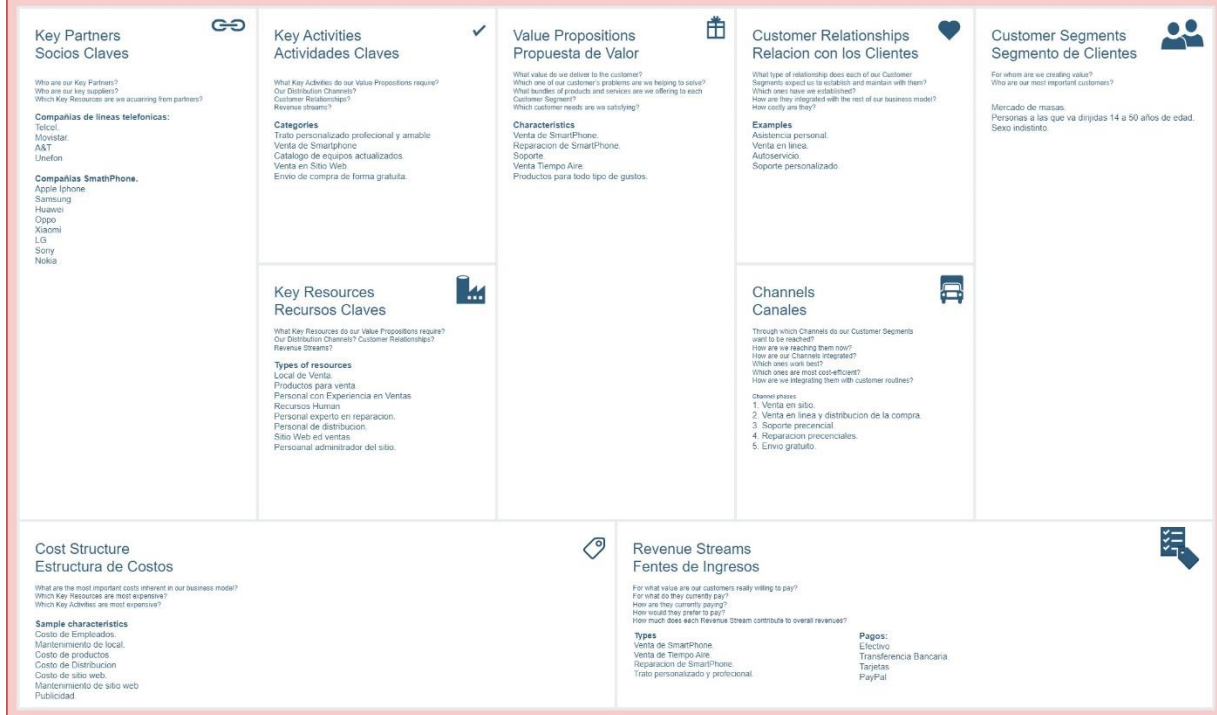 Key Partners
Socios Claves
Who are our Key Partners?
Who are our key suppliers?
Which Key Resources are we acuanring from partners?
Compañias de lineas telefonicas:
Telcel.
Movistar.
A&T
Unefon
Compañias SmathPhone.
Apple Iphone
Samsung
Huawei
Oppo
Xiaomi
LG
Sony
Nokia
Key Activities
Actividades Claves
What Key Activities do our Value Propositions require?
Our Distribution Channels?
Customer Relationships?
Revenue streams?
Categories
Trato personalizado profecional y amable
Venta de Smartphone
Catalogo de equipos actualizados
Venta en Sitio Web
Envio de compra de forma gratuita.
Key Resources
Recursos Claves
What Key Resources do our Value Propositions require?
Our Distribution Channels? Customer Relationships?
Revenue Streams?
Types of resources
Local de Venta.
Productos para venta
Personal con Experiencia en Ventas
Recursos Human
Personal experto en reparacion.
Personal de distribucion.
Sitio Web ed ventas.
Persoanal adminitrador del sitio.
Value Propositions
Propuesta de Valor
What value do we deliver to the customer?
Which one of our customer's problems are we helping to solve?
What bundles of products and services are we offering to each
Customer Segment?
Which customer needs are we satisfying?
Characteristics
Venta de SmartPhone.
Reparacion de SmartPhone.
Soporte.
Venta Tiempo Aire.
Productos para todo tipo de gustos.
Customer Relationships
Relacion con los Clientes
What type of relationship does each of our Customer
Segments expect us to establish and maintain with them?
Which ones have we established?
How are they integrated with the rest of our business model?
How costly are they?
Examples
Asistencia personal.
Venta en linea.
Autoservicio.
Soporte personalizado.
Channels
Canales
Through which Channels do our Customer Segments
want to be reached?
How are we reaching them now?
How are our Channels integrated?
Which ones work best?
Which ones are most cost-efficient?
How are we integrating them with customer routines?
Channel phases
1. Venta en sitio.
2. Venta en linea y distribucion de la compra.
3. Soporte precencial.
4. Reparacion precenciales.
5. Envio gratuito.
Customer Segments
Segmento de Clientes
For whom are we creating value?
Who are our most important customers?
Mercado de masas.
Personas a las que va dirijidas 14 a 50 años de edad.
Sexo indistinto.
Cost Structure
Estructura de Costos
What are the most important costs inherent in our business model?
Which Key Resources are most expensive?
Which Key Activities are most expensive?
Sample characteristics
Costo de Empleados.
Mantenimiento de local.
Costo de productos.
Costo de Distribucion
Costo de sitio web.
Mantenimiento de sitio web
Publicidad
Revenue Streams
Fentes de Ingresos
For what value are our customers really willing to pay?
For what do they currently pay?
How are they currently paying?
How would they prefer to pay?
How much does each Revenue Stream contribute to overall revenues?
Types
Venta de SmartPhone.
Venta de Tiempo Aire.
Reparacion de SmartPhone.
Trato personalizado y profecional.
Pagos:
Efectivo
Transferencia Bancaria
Tarjetas
PayPal